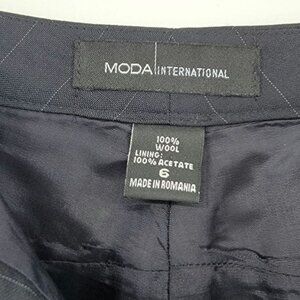 MODA INTERNATIONAL
100%
WOOL
LINING:
100% ACETATE
6
MADE IN ROMANIA